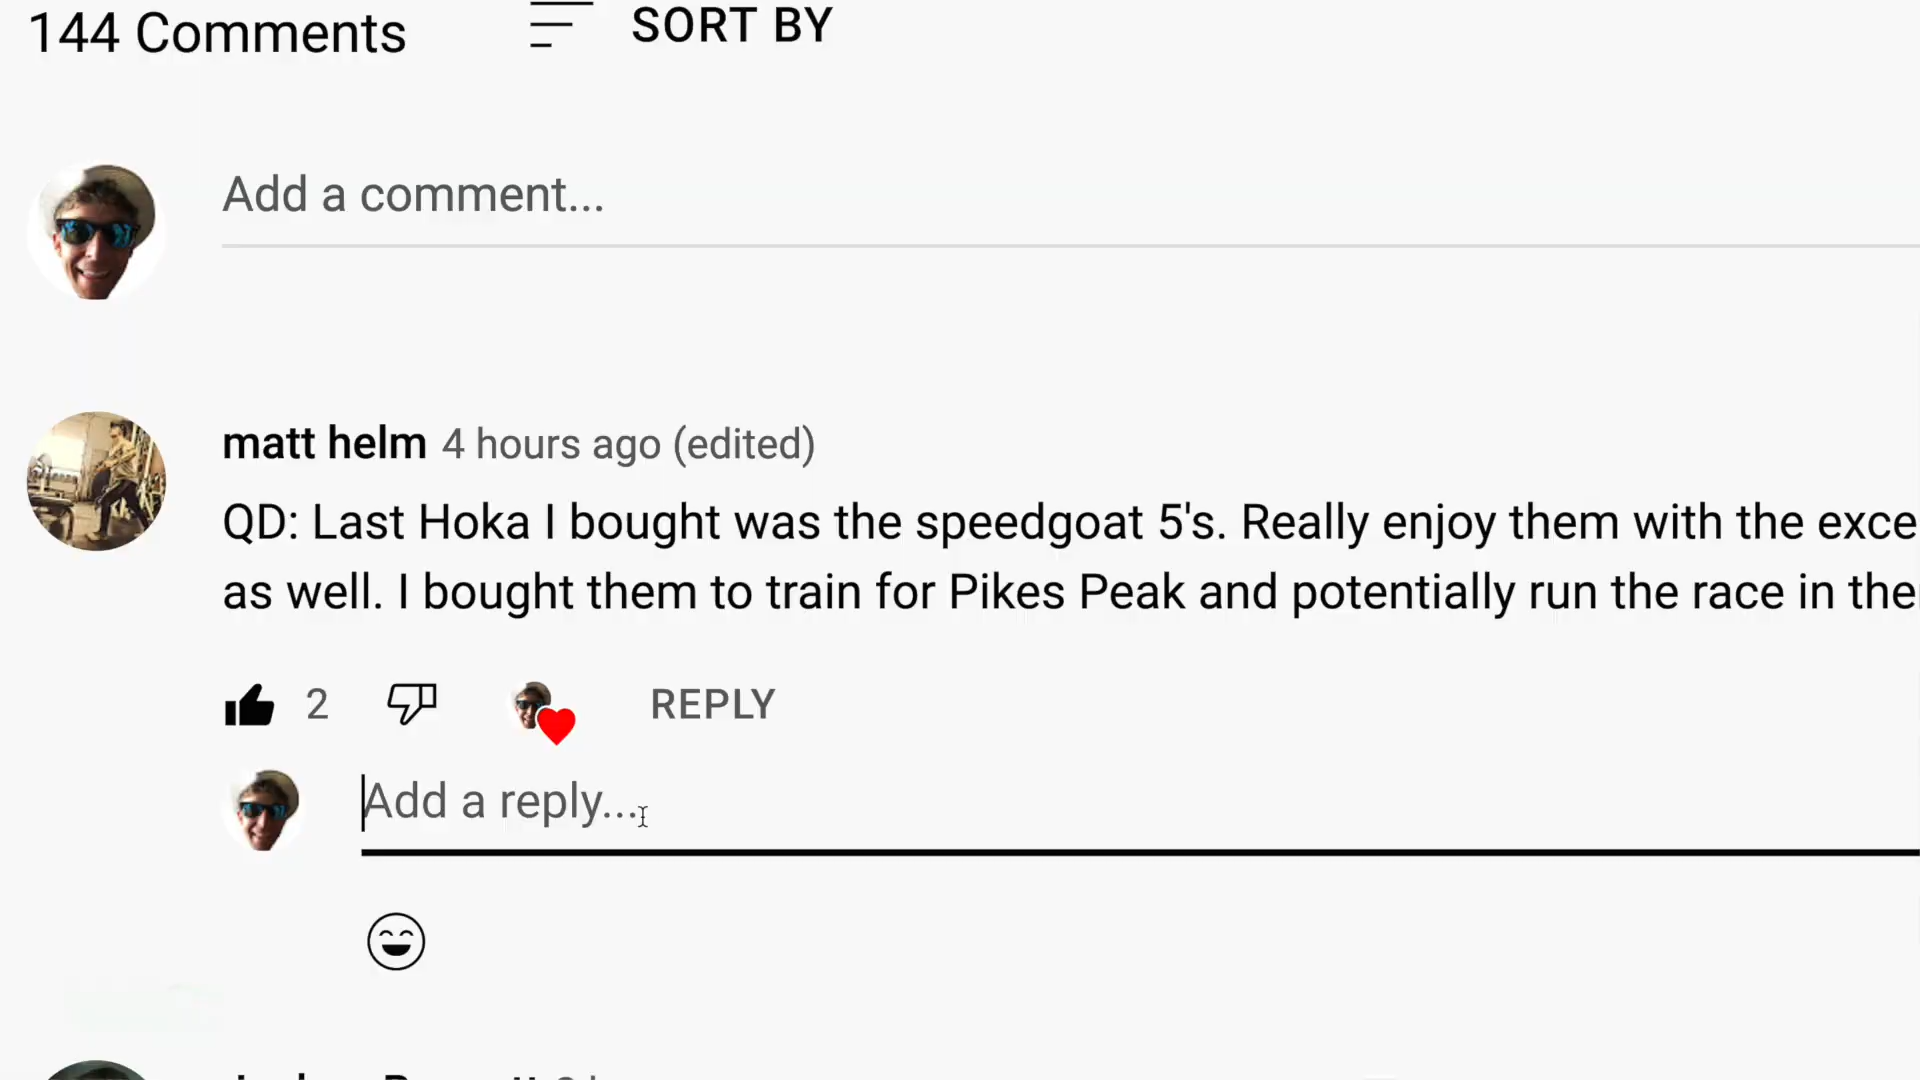 144 Comments
SORT BY
Add a comment...
matt helm 4 hours ago (edited)
QD: Last Hoka I bought was the speedgoat 5's. Really enjoy them with the
as well. I bought them to train for Pikes Peak and potentially run the race in
2
REPLY
Add a reply...